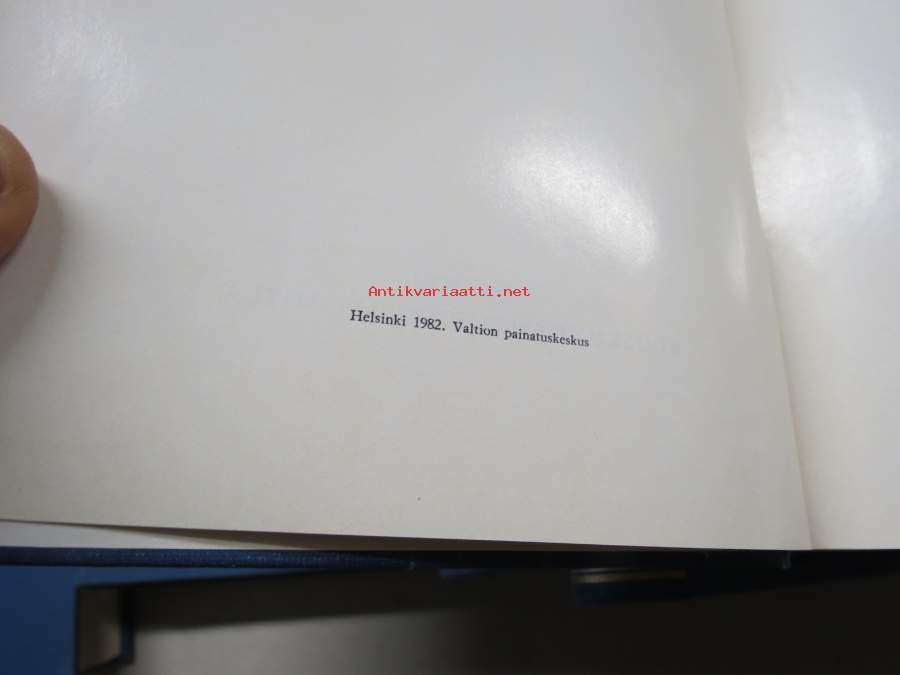 Antikvariaatti.net
Helsinki 1982. Valtion painatuskeskus